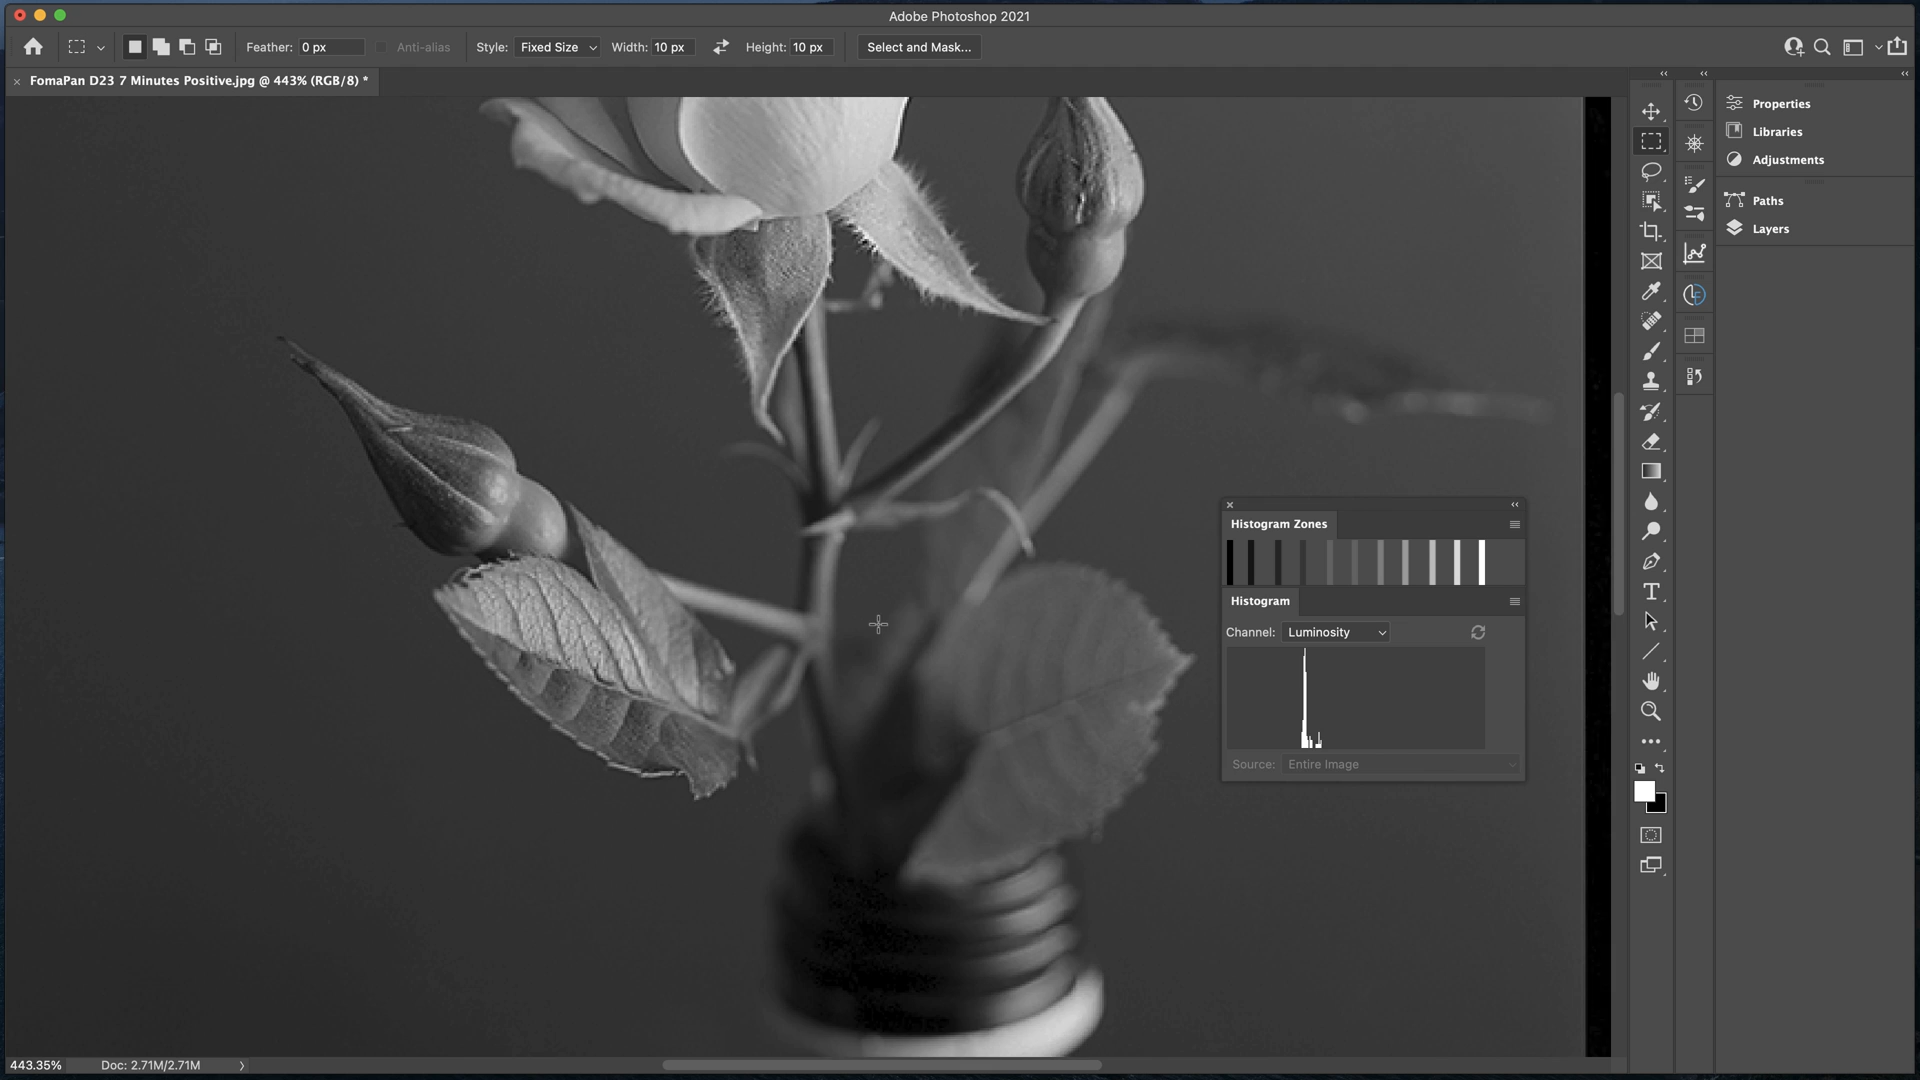 Adobe Photoshop 2021
Feather: 0 px Anti-alias Style: Fixed Size Width: 10 px Height: 10 px Select and Mask...
× FomaPan D23 7 Minutes Positive.jpg @ 443% (RGB/8) *
Properties
Libraries
Adjustments
Paths
Layers
Histogram Zones
Histogram
Channel: Luminosity
Source: Entire Image
443.35% Doc: 2.71M/2.71M